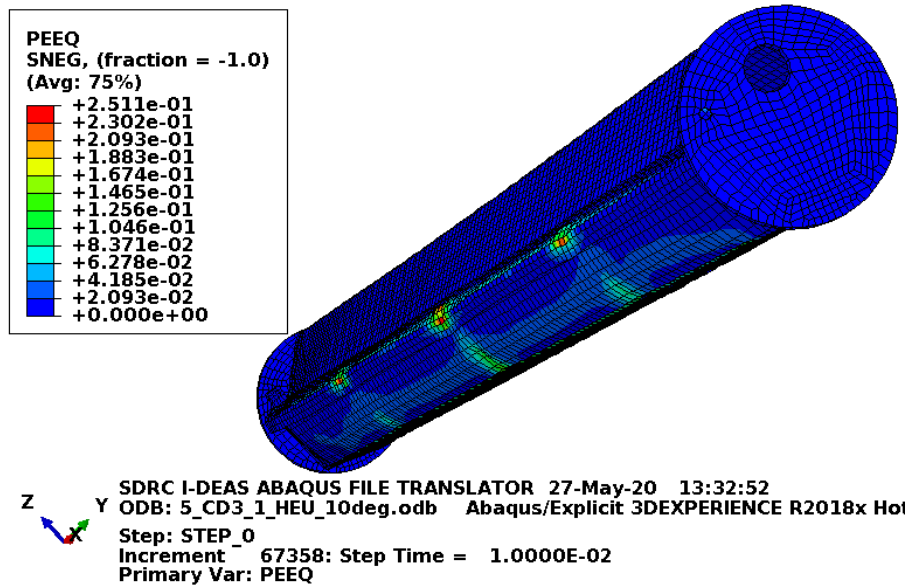 PEEQ
SNEG, (fraction = -1.0)
(Avg: 75%)
+2.511e-01
+2.302e-01
+2.093e-01
+1.883e-01
+1.674e-01
+1.465e-01
+1.256e-01
+1.046e-01
+8.371e-02
+6.278e-02
+4.185e-02
+2.093e-02
+0.000e+00
Z
Y
X
SDRC I-DEAS ABAQUS FILE TRANSLATOR 27-May-20 13:32:52
ODB: 5_CD3_1_HEU_10deg.odb Abaqus/Explicit 3DEXPERIENCE R2018x Hot
Step: STEP_0
Increment 67358: Step Time = 1.0000E-02
Primary Var: PEEQ